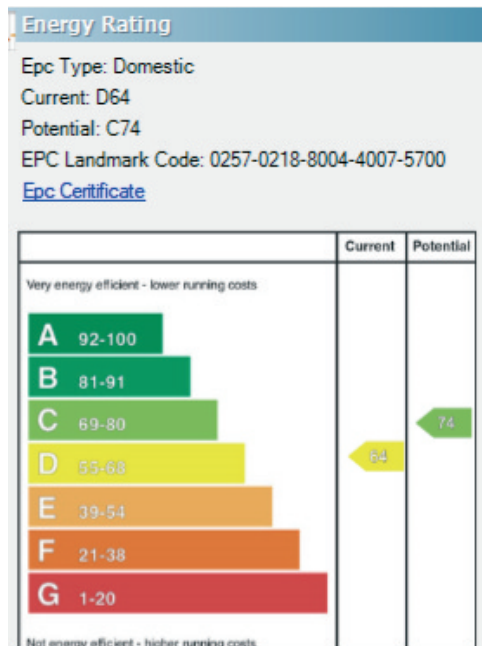 Energy Rating
Epc Type: Domestic
Current: D64
Potential: C74
EPC Landmark Code: 0257-0218-8004-4007-5700
Epc Ceritificate
Current Potential
Very energy efficient - lower running costs
A 92-100
B 81-91
C 69-80
74
D 55-68
64
E 39-54
F 21-38
G 1-20
Not energy efficient - higher running costs